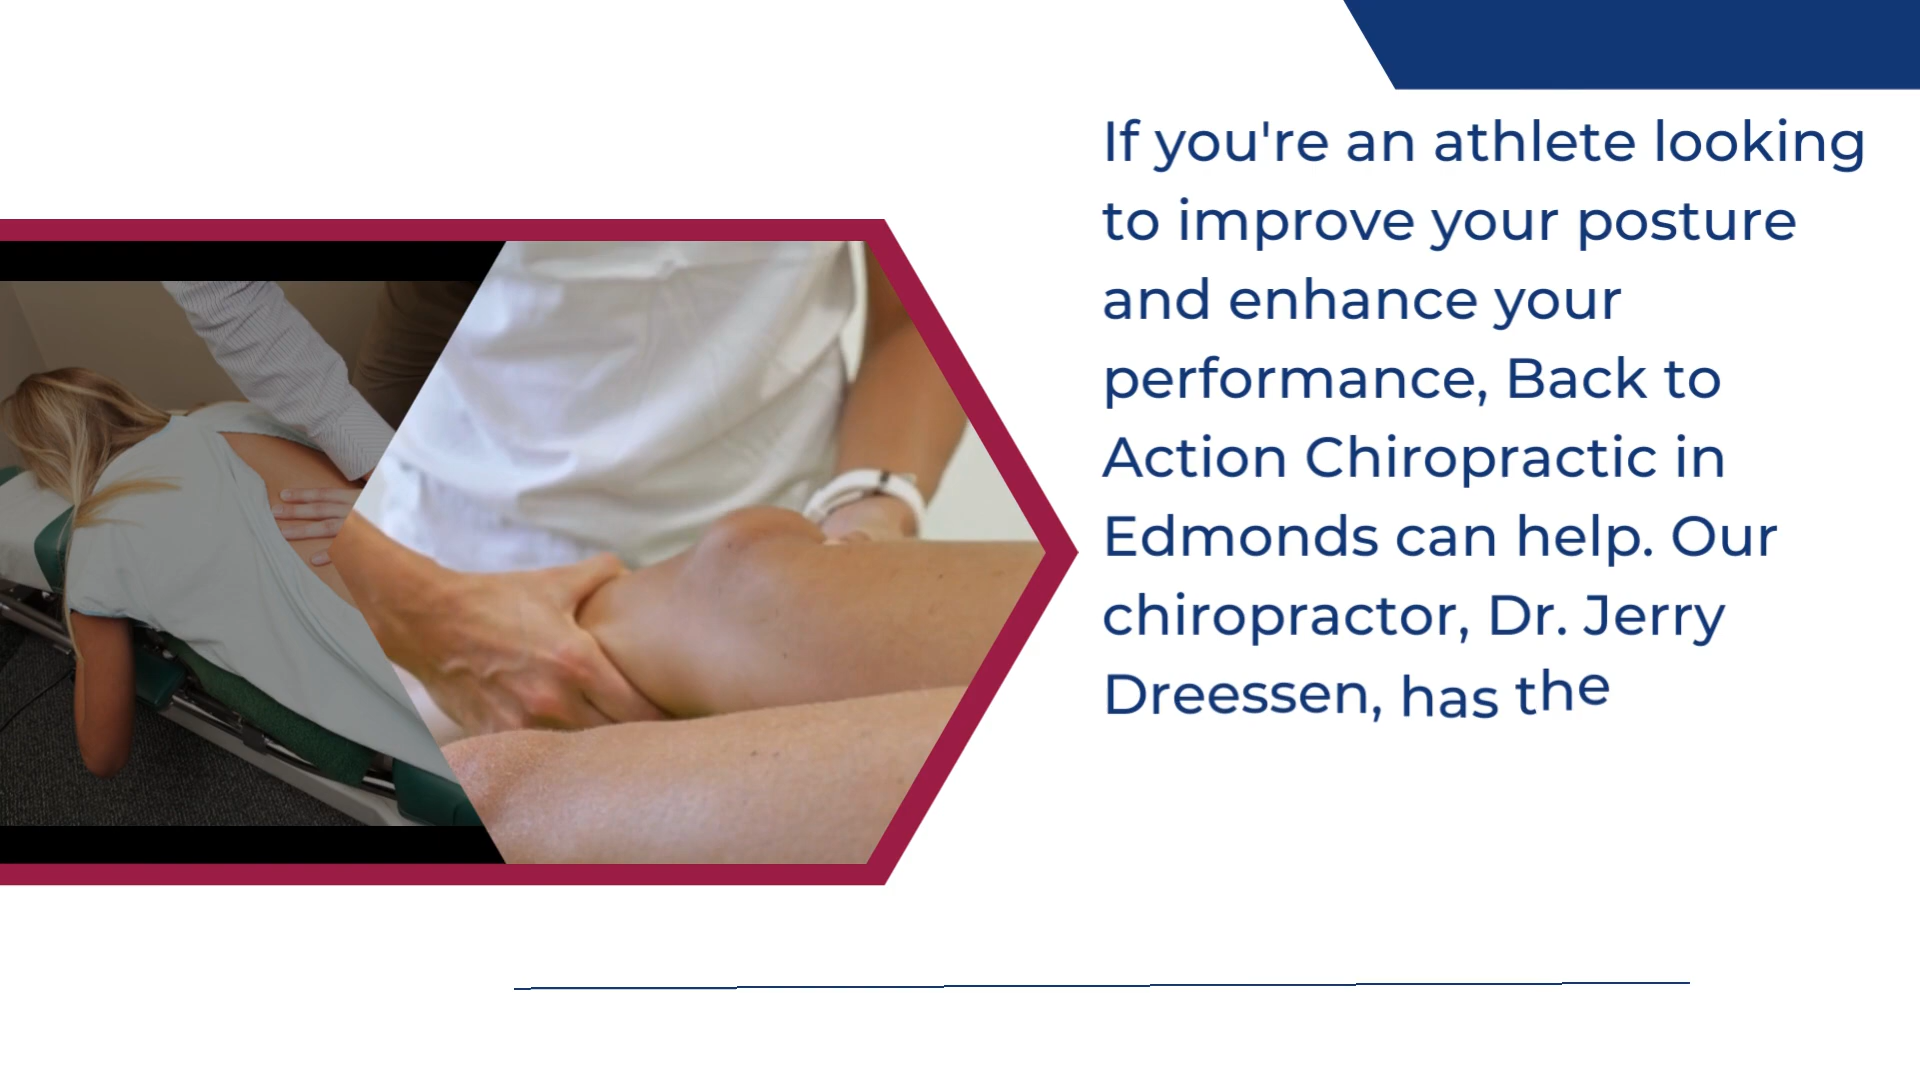 If you're an athlete looking
to improve your posture
and enhance your
performance, Back to
Action Chiropractic in
Edmonds can help. Our
chiropractor, Dr. Jerry
Dreessen, has the